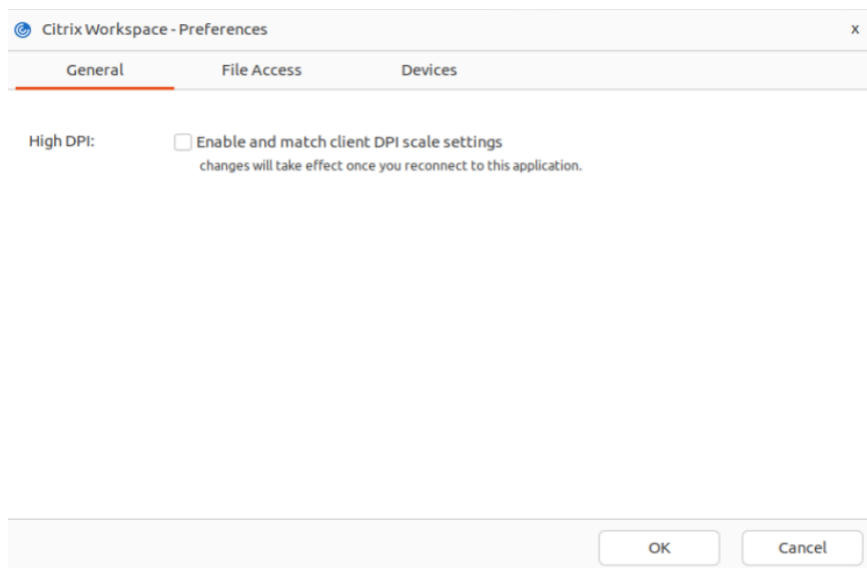 Citrix Workspace - Preferences x
General File Access Devices
High DPI: Enable and match client DPI scale settings
changes will take effect once you reconnect to this application.
OK Cancel